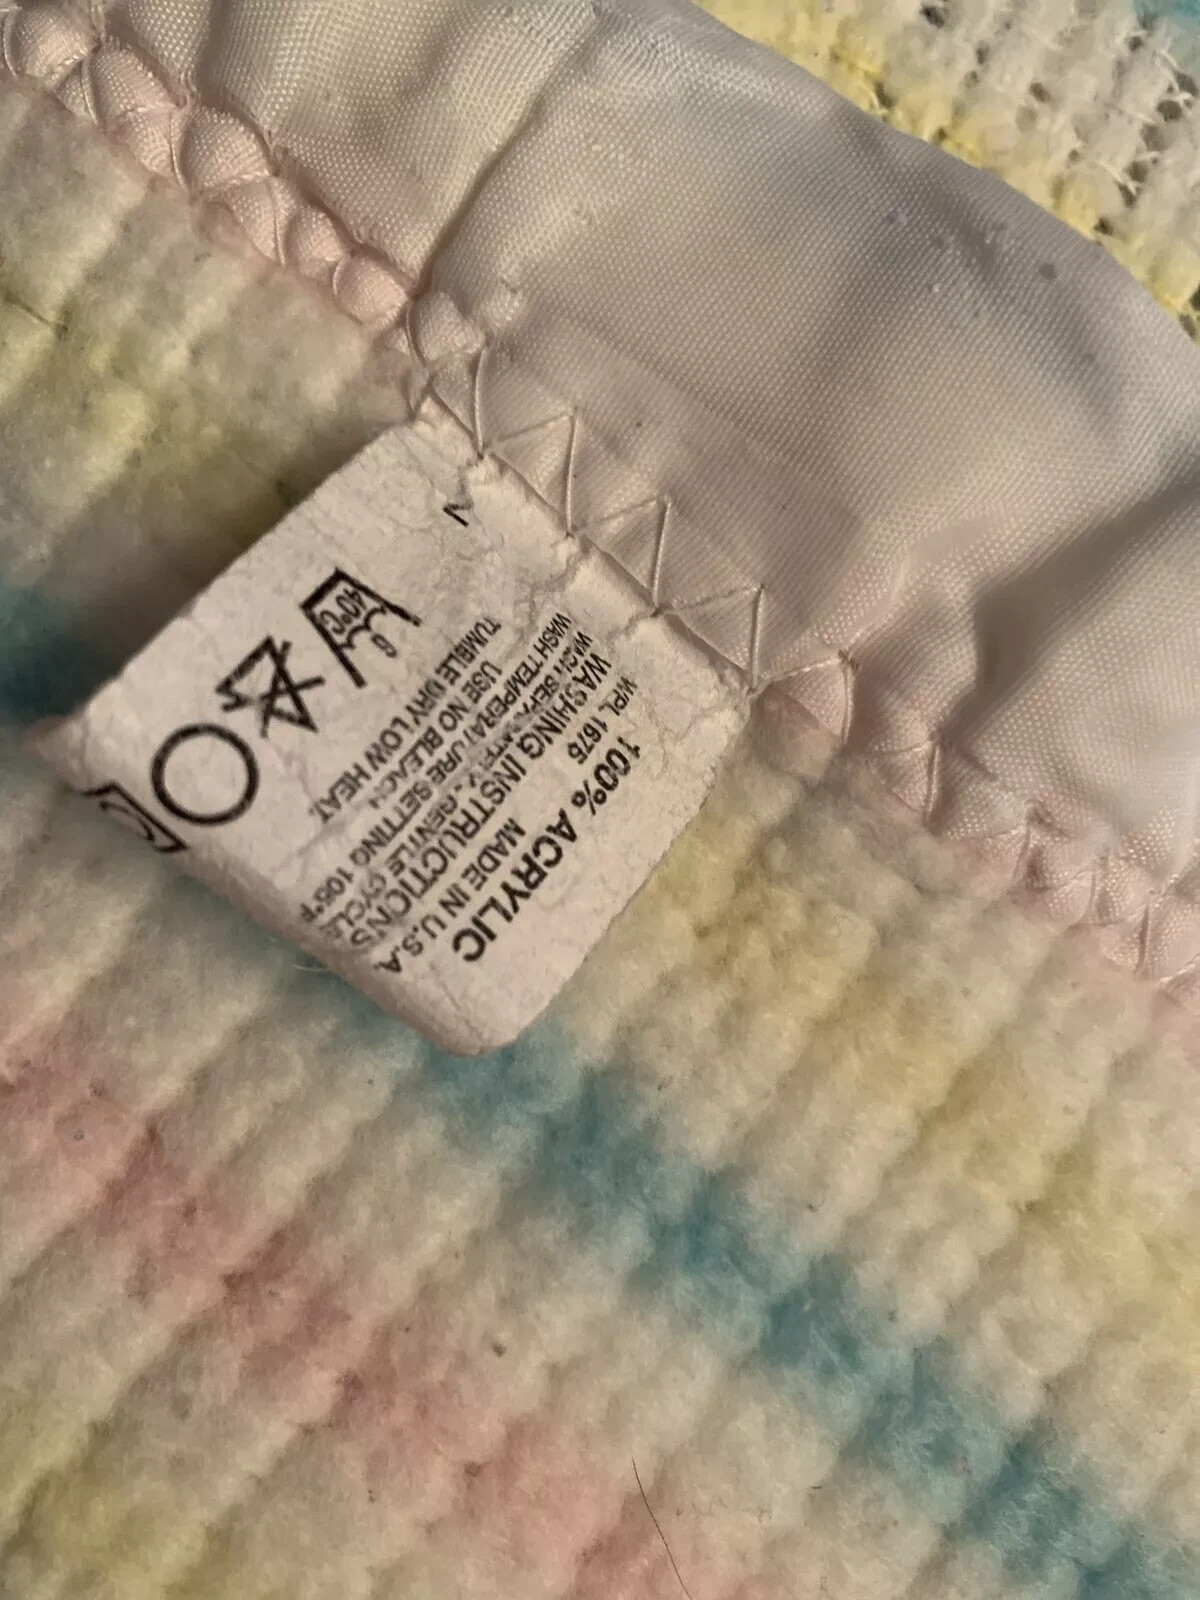 100% ACRYLIC
MADE IN U.S.A.
WPL 1675
WASHING INSTRUCTIONS
WASH SEPARATELY - GENTLE CYCLE
WASH TEMPERATURE SETTING 105°F
USE NO BLEACH
TUMBLE DRY LOW HEAT.
40°C